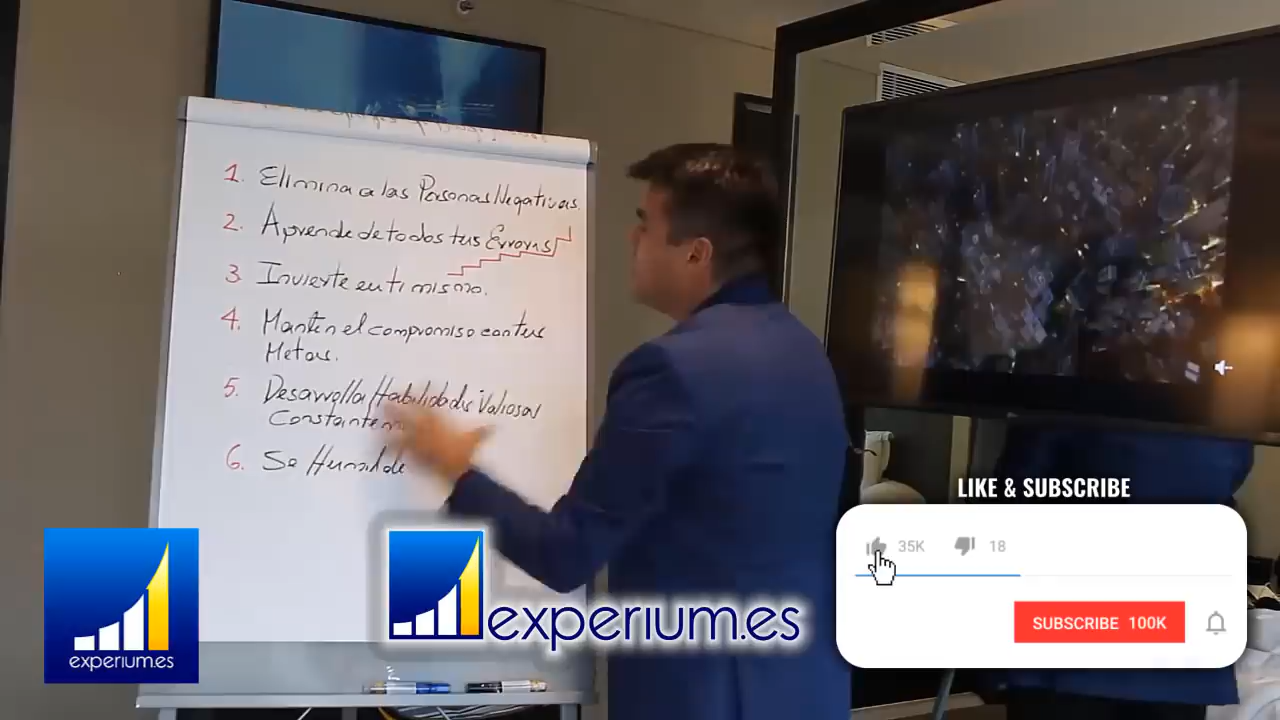 1. Elimina a las Personas Negativas.
2. Aprende de todos tus Errores
3. Invierte en ti mismo.
4. Manten el compromiso con tus
Metas.
5. Desarrolla Habilidades Valiosas
6. Se Humilde
experium.es
experium.es
LIKE & SUBSCRIBE
35K 18
SUBSCRIBE 100K